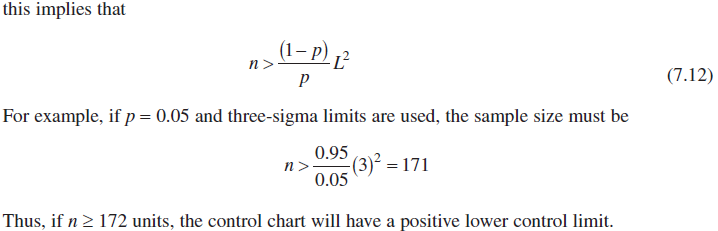 this implies that
n > (1 − p)/p L²
(7.12)
For example, if p = 0.05 and three-sigma limits are used, the sample size must be
n > 0.95/0.05 (3)² = 171
Thus, if n ≥ 172 units, the control chart will have a positive lower control limit.